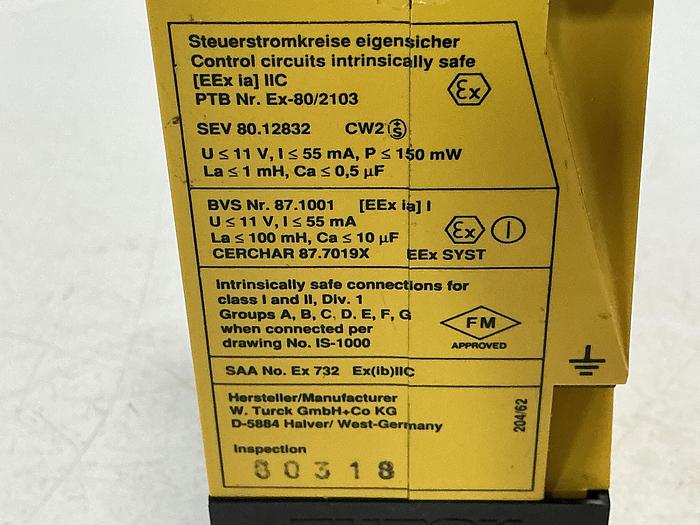 Steuerstromkreise eigensicher
Control circuits intrinsically safe
[EEx ia] IIC
PTB Nr. Ex-80/2103
Ex
SEV 80.12832 CW2 S
U ≤ 11 V, I ≤ 55 mA, P ≤ 150 mW
La ≤ 1 mH, Ca ≤ 0,5 µF
BVS Nr. 87.1001 [EEx ia] I
U ≤ 11 V, I ≤ 55 mA
La ≤ 100 mH, Ca ≤ 10 µF
Ex I
CERCHAR 87.7019X EEx SYST
Intrinsically safe connections for
class I and II, Div. 1
Groups A, B, C, D, E, F, G
when connected per
drawing No. IS-1000
FM
APPROVED
SAA No. Ex 732 Ex(ib)IIC
Hersteller/Manufacturer
W. Turck GmbH+Co KG
D-5884 Halver/ West-Germany
204/62
Inspection
80318